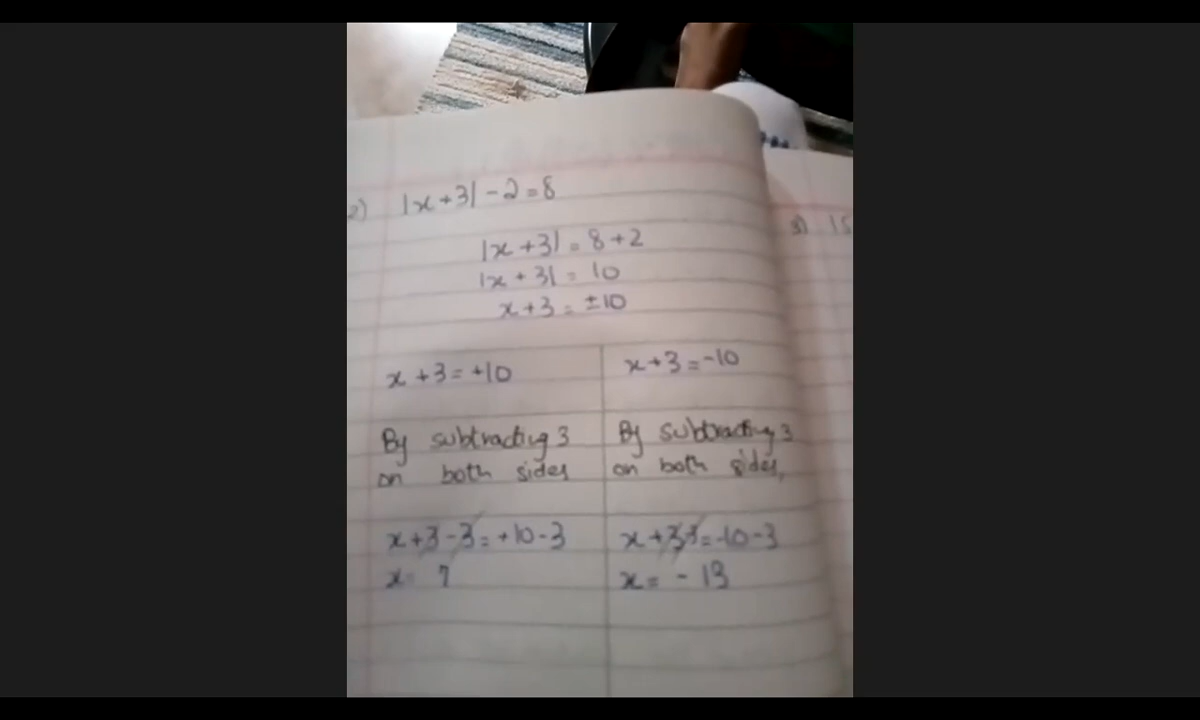 2) |x+3|-2=8
|x+3|=8+2
|x+3|=10
x+3=±10
x+3=+10
By subtracting 3
on both sides
x+3-3=+10-3
x=7
x+3=-10
By subtracting 3
on both sides,
x+3-3=-10-3
x=-13
3)